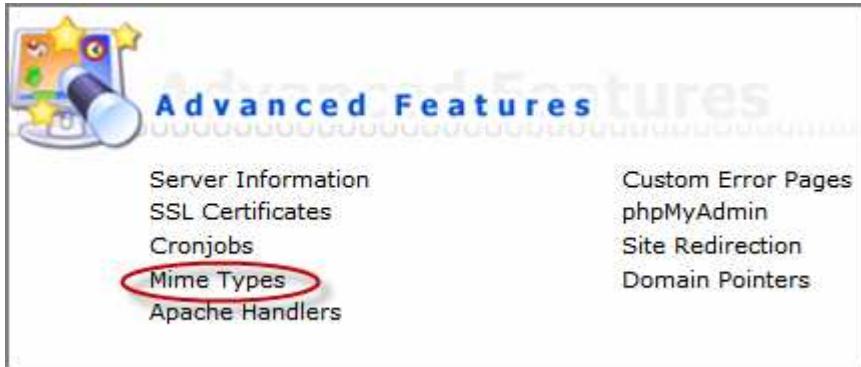 Advanced Features
Server Information
SSL Certificates
Cronjobs
Mime Types
Apache Handlers
Custom Error Pages
phpMyAdmin
Site Redirection
Domain Pointers